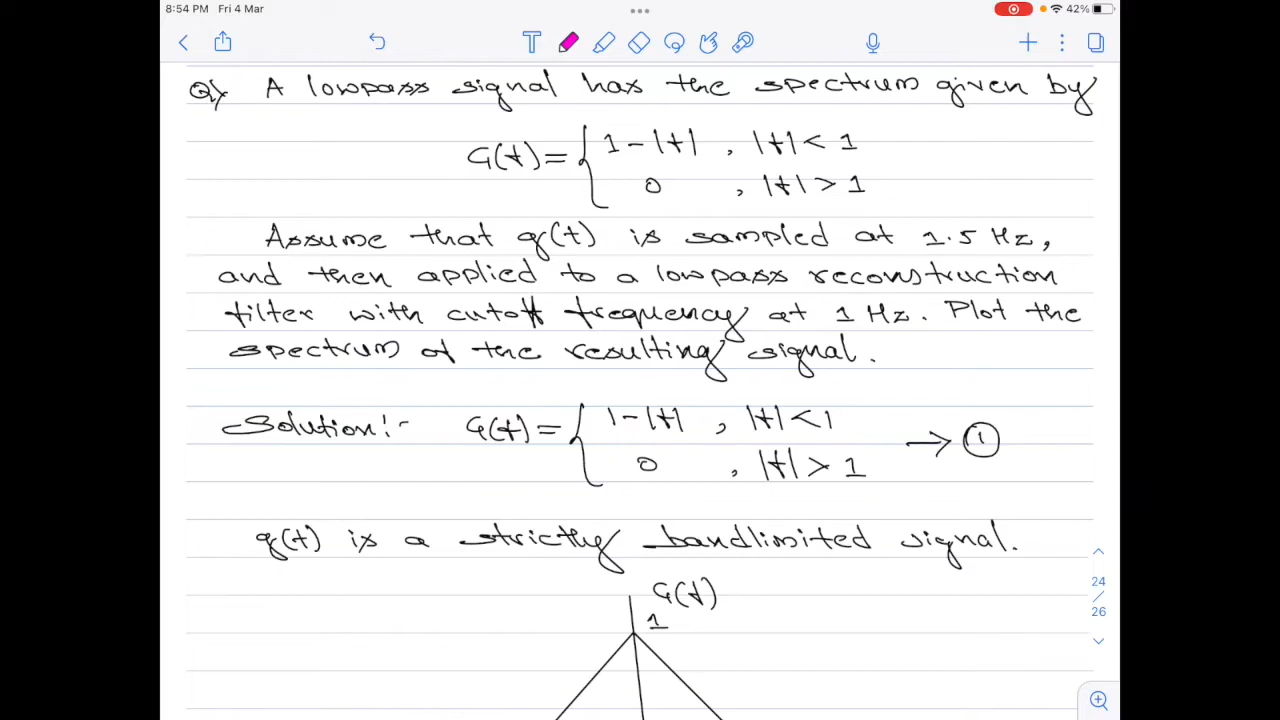 8:54 PM Fri 4 Mar
42%
Q) A lowpass signal has the spectrum given by
G(f) = { 1 - |f| , |f| < 1
0 , |f| > 1
Assume that g(t) is sampled at 1.5 Hz,
and then applied to a lowpass reconstruction
filter with cutoff frequency at 1 Hz. Plot the
spectrum of the resulting signal.
Solution:- G(f) = { 1 - |f| , |f| < 1
0 , |f| > 1 → 1
g(t) is a strictly bandlimited signal.
G(f)
1
24
/
26